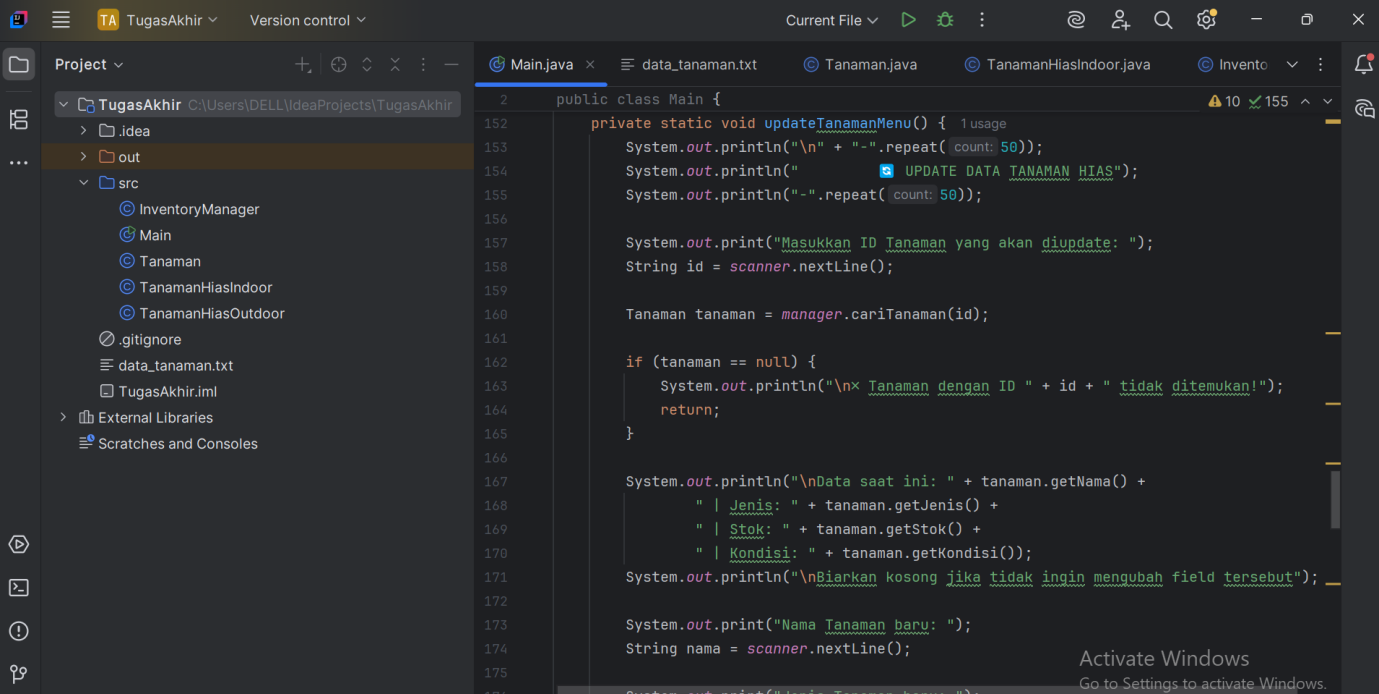 TA TugasAkhir Version control Current File
Project
Main.java data_tanaman.txt Tanaman.java TanamanHiasIndoor.java Invento
TugasAkhir C:\Users\DELL\IdeaProjects\TugasAkhir
.idea
out
src
InventoryManager
Main
Tanaman
TanamanHiasIndoor
TanamanHiasOutdoor
.gitignore
data_tanaman.txt
TugasAkhir.iml
External Libraries
Scratches and Consoles
2 public class Main { 10 155
152 private static void updateTanamanMenu() { 1 usage
153 System.out.println("\n" + "-".repeat( count: 50));
154 System.out.println(" 🔄 UPDATE DATA TANAMAN HIAS");
155 System.out.println("-".repeat( count: 50));
156
157 System.out.print("Masukkan ID Tanaman yang akan diupdate: ");
158 String id = scanner.nextLine();
159
160 Tanaman tanaman = manager.cariTanaman(id);
161
162 if (tanaman == null) {
163 System.out.println("\n× Tanaman dengan ID " + id + " tidak ditemukan!");
164 return;
165 }
166
167 System.out.println("\nData saat ini: " + tanaman.getNama() +
168 " | Jenis: " + tanaman.getJenis() +
169 " | Stok: " + tanaman.getStok() +
170 " | Kondisi: " + tanaman.getKondisi());
171 System.out.println("\nBiarkan kosong jika tidak ingin mengubah field tersebut");
172
173 System.out.print("Nama Tanaman baru: ");
174 String nama = scanner.nextLine();
175
Activate Windows
Go to Settings to activate Windows.